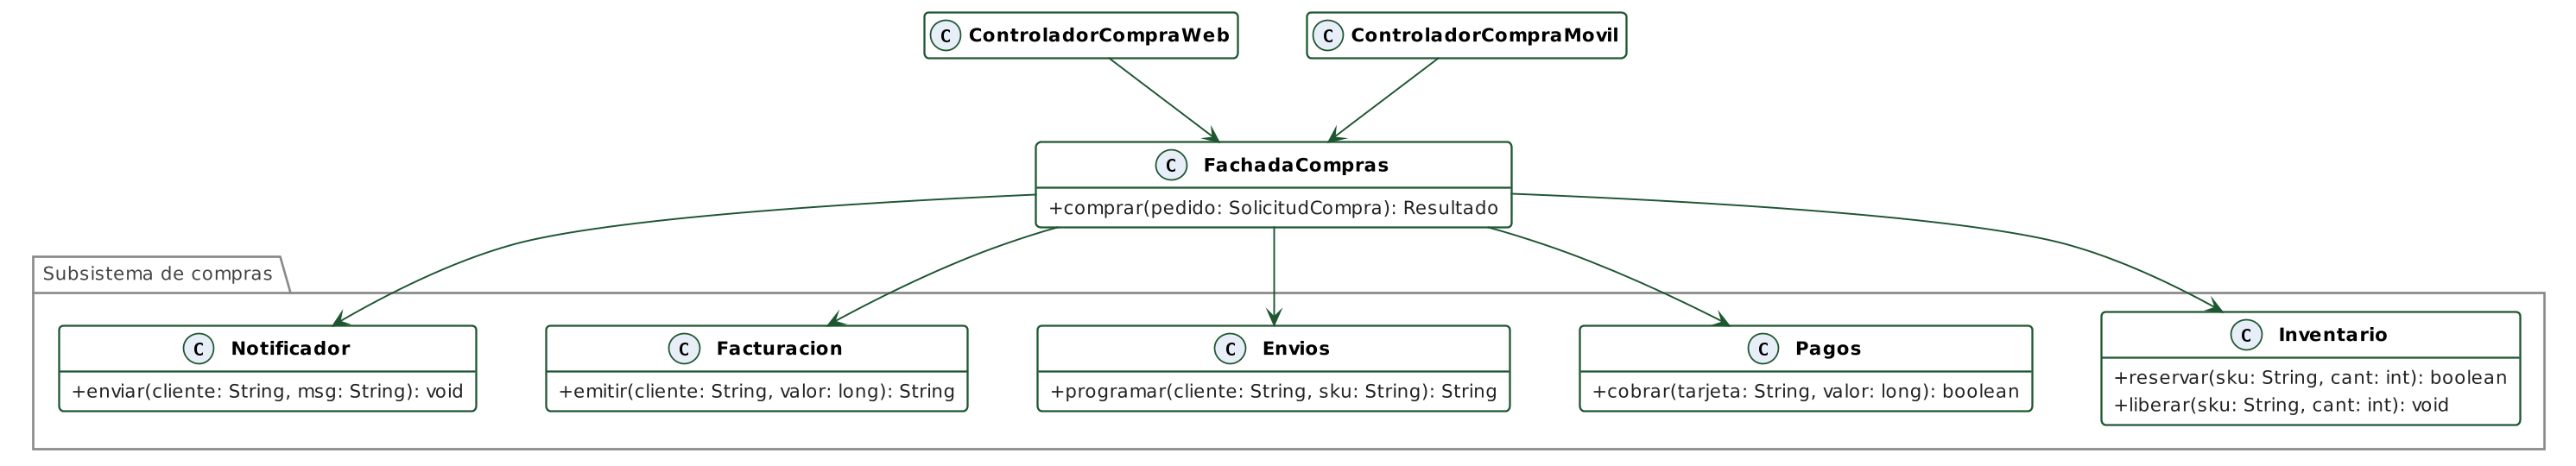 C ControladorCompraWeb
C ControladorCompraMovil
C FachadaCompras
+comprar(pedido: SolicitudCompra): Resultado
Subsistema de compras
C Notificador
+enviar(cliente: String, msg: String): void
C Facturacion
+emitir(cliente: String, valor: long): String
C Envios
+programar(cliente: String, sku: String): String
C Pagos
+cobrar(tarjeta: String, valor: long): boolean
C Inventario
+reservar(sku: String, cant: int): boolean
+liberar(sku: String, cant: int): void